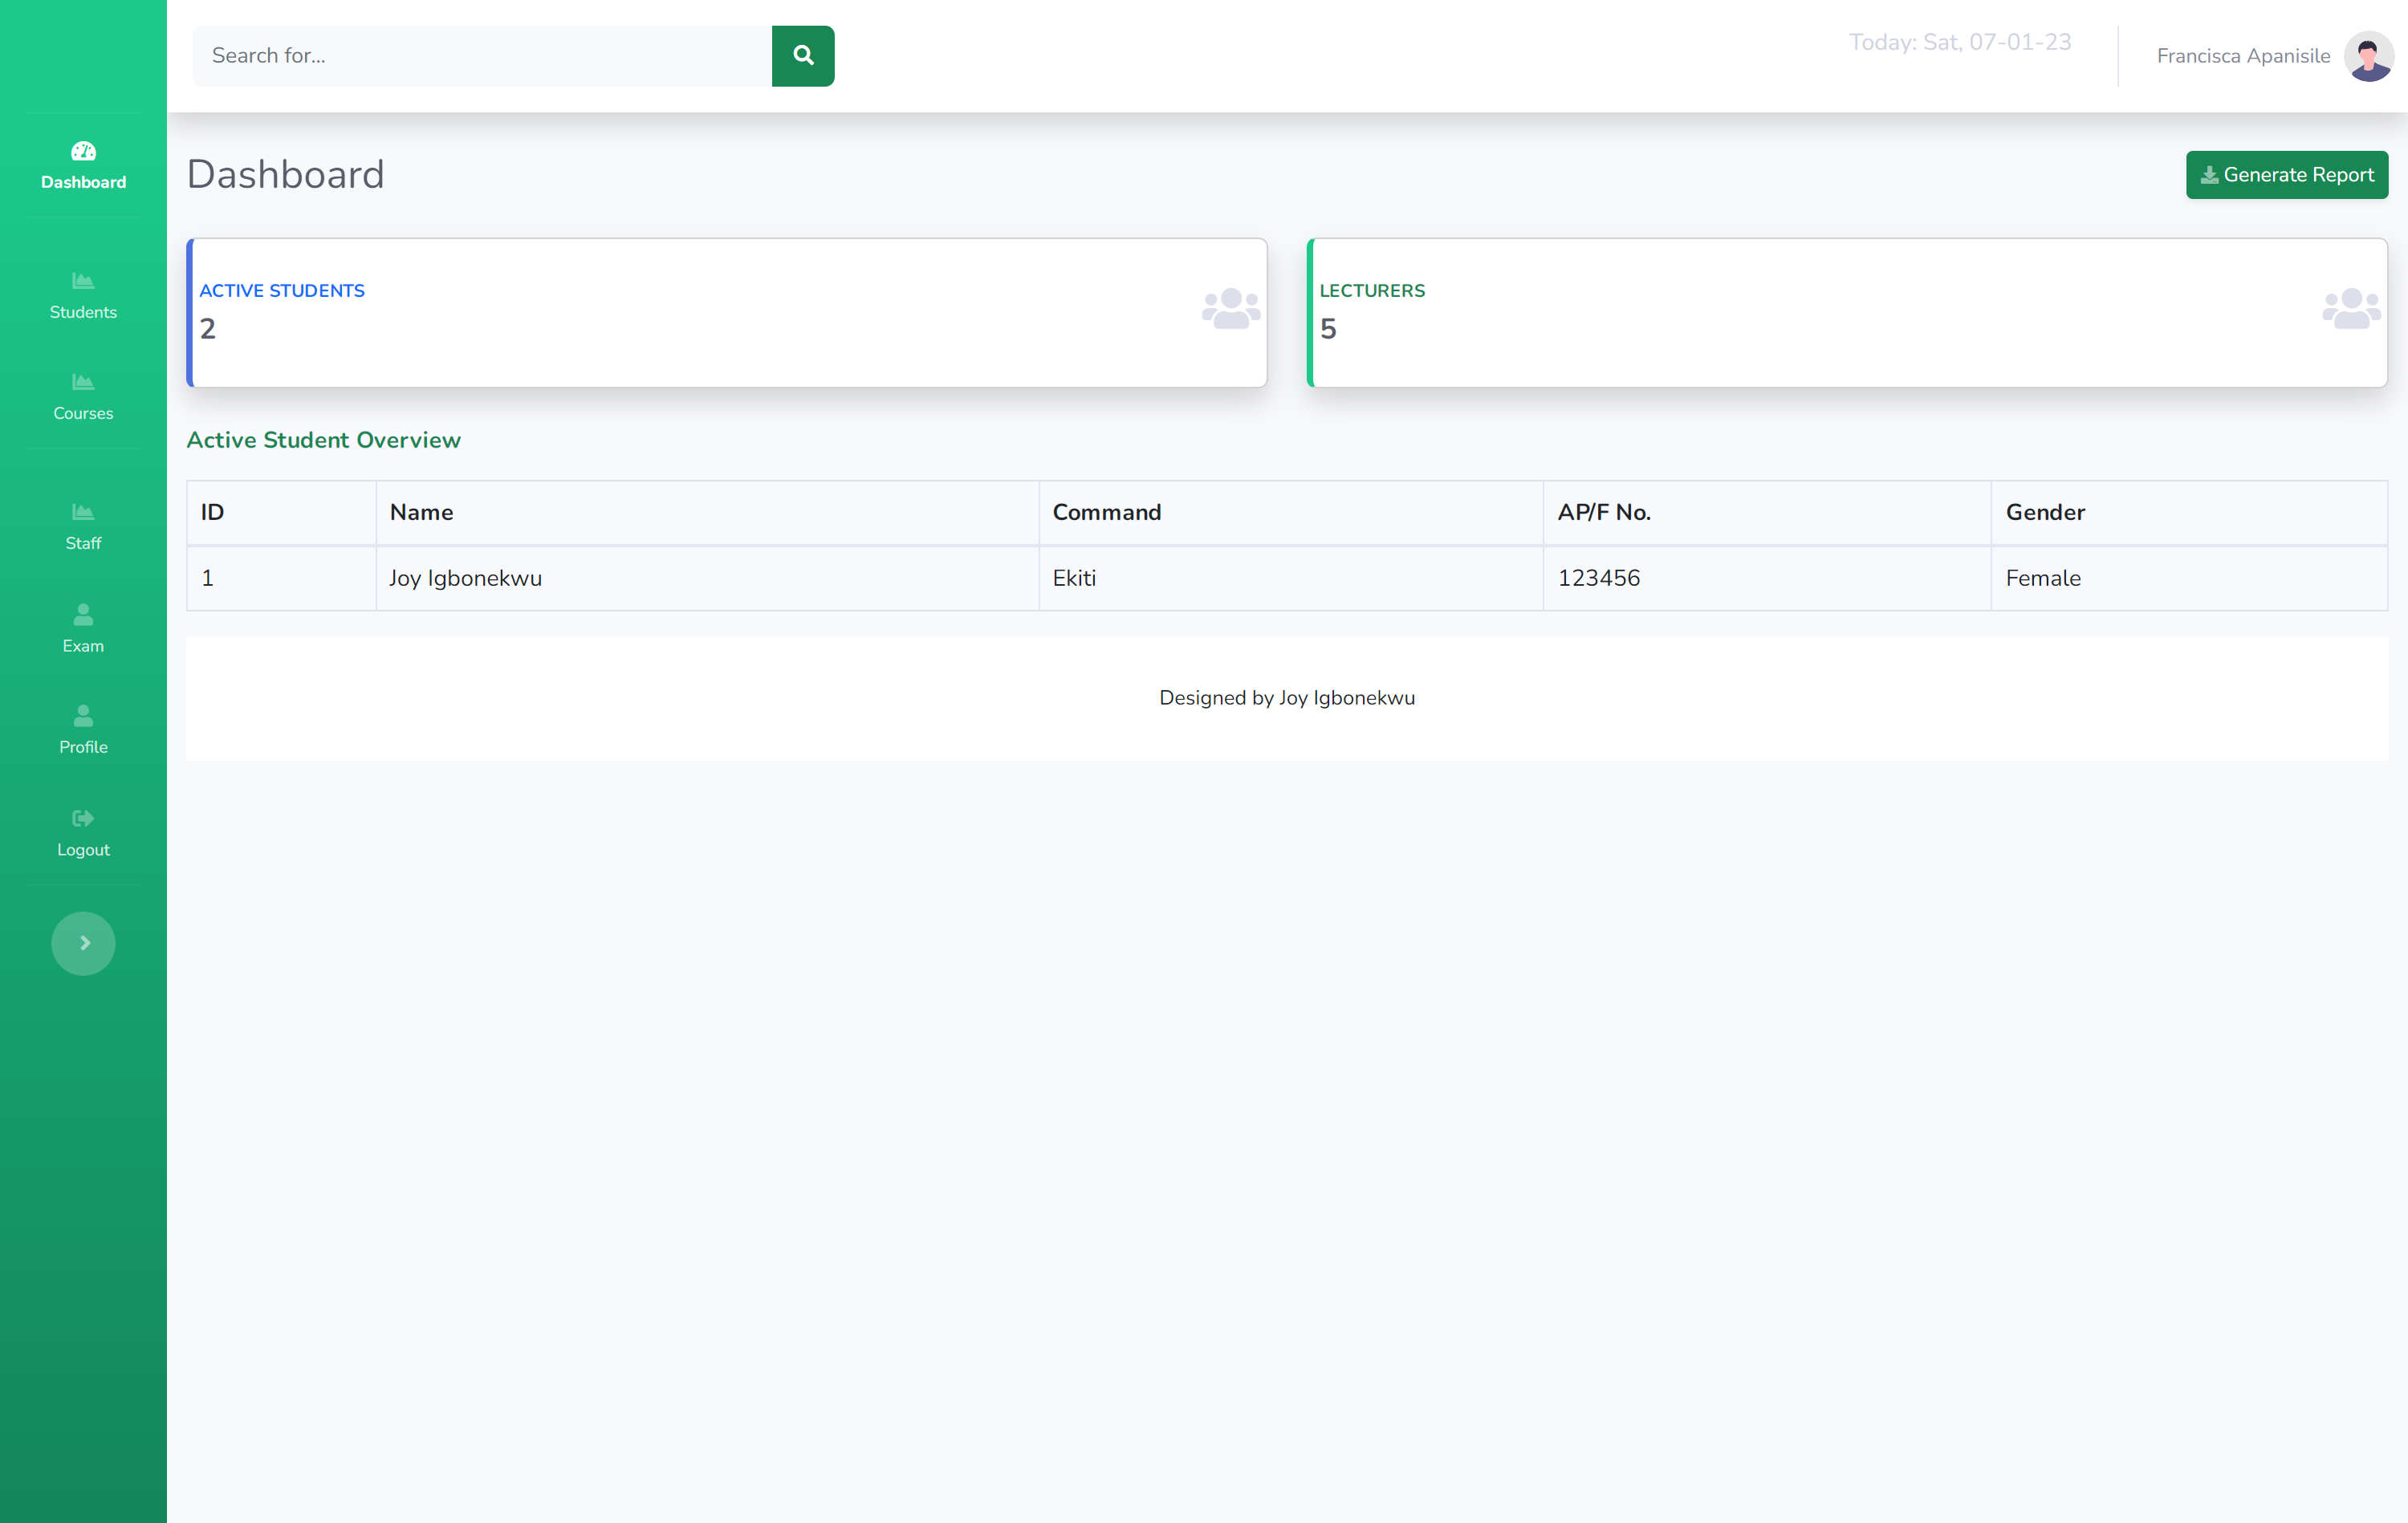 Search for...
Today: Sat, 07-01-23
Francisca Apanisile
Dashboard
Students
Courses
Staff
Exam
Profile
Logout
Dashboard
Generate Report
ACTIVE STUDENTS
2
LECTURERS
5
Active Student Overview
ID Name Command AP/F No. Gender
1 Joy Igbonekwu Ekiti 123456 Female
Designed by Joy Igbonekwu